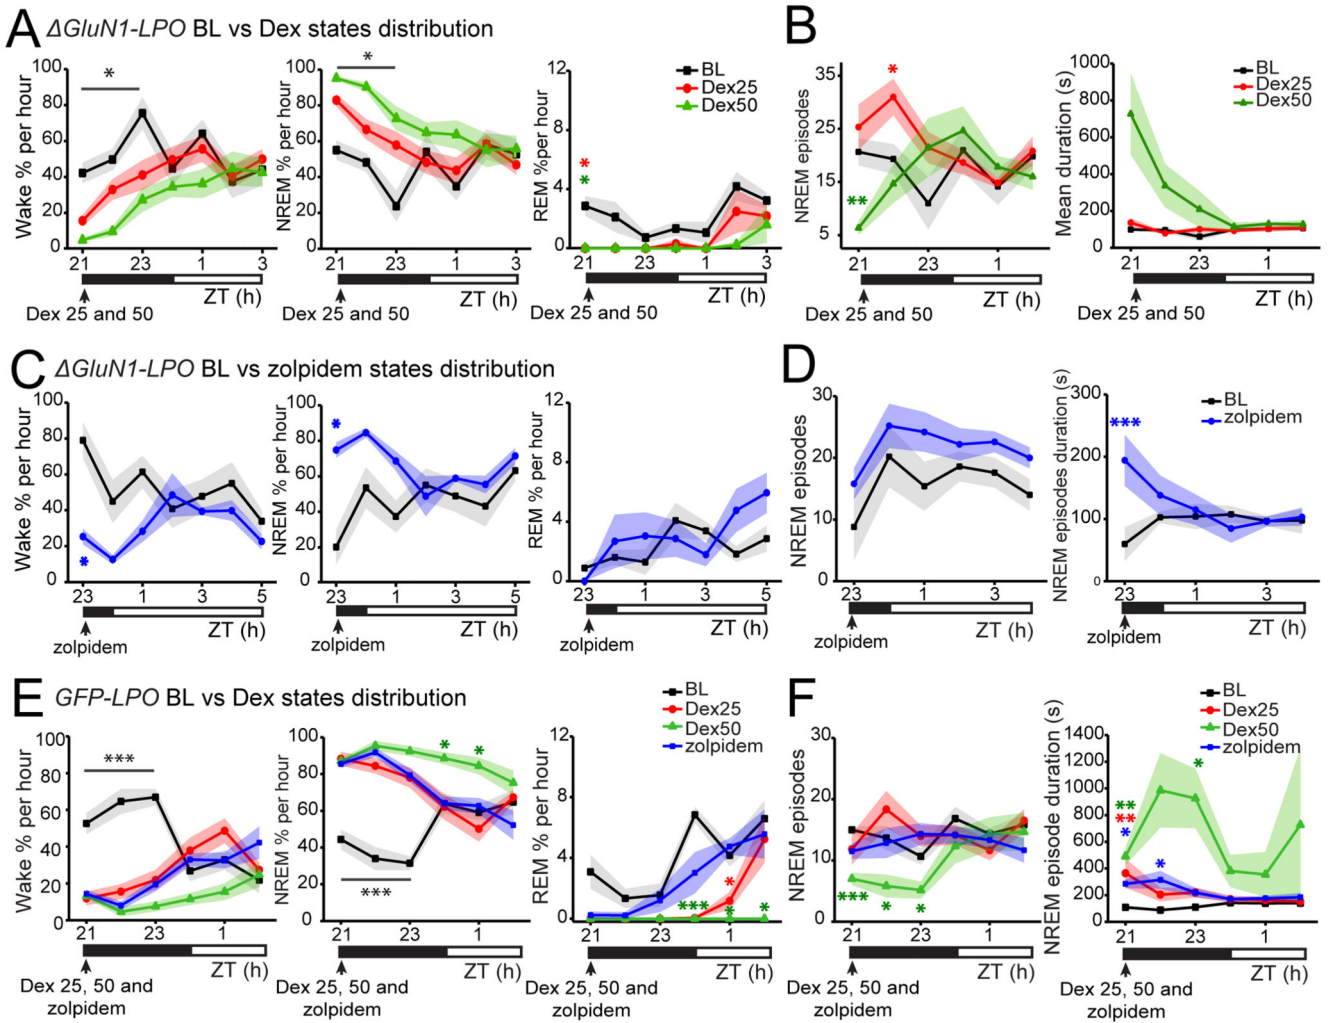 A ΔGluN1-LPO BL vs Dex states distribution
B
*
*
*
*
**
*
Wake % per hour
100
80
60
40
20
0
21 23 1 3
ZT (h)
Dex 25 and 50
NREM % per hour
100
80
60
40
20
0
21 23 1 3
ZT (h)
Dex 25 and 50
REM %per hour
12
8
4
0
BL
Dex25
Dex50
21 23 1 3
ZT (h)
Dex 25 and 50
NREM episodes
35
25
15
5
21 23 1
ZT (h)
Dex 25 and 50
Mean duration (s)
1000
800
600
400
200
0
BL
Dex25
Dex50
21 23 1
ZT (h)
Dex 25 and 50
C ΔGluN1-LPO BL vs zolpidem states distribution
D
Wake % per hour
100
80
60
40
20
0
*
23 1 3 5
ZT (h)
zolpidem
NREM % per hour
100
80
60
40
20
0
*
23 1 3 5
ZT (h)
zolpidem
REM % per hour
12
8
4
0
23 1 3 5
ZT (h)
zolpidem
NREM episodes
30
20
10
0
23 1 3
ZT (h)
zolpidem
NREM episodes duration (s)
300
200
100
0
***
BL
zolpidem
23 1 3
ZT (h)
zolpidem
E GFP-LPO BL vs Dex states distribution
F
Wake % per hour
100
80
60
40
20
0
***
21 23 1
ZT (h)
Dex 25, 50 and
zolpidem
NREM % per hour
100
80
60
40
20
0
*
*
***
21 23 1
ZT (h)
Dex 25, 50 and
zolpidem
REM % per hour
12
8
4
0
BL
Dex25
Dex50
zolpidem
***
*
*
*
21 23 1
ZT (h)
Dex 25, 50 and
zolpidem
NREM episodes
30
20
10
0
***
*
*
21 23 1
ZT (h)
Dex 25, 50 and
zolpidem
NREM episode duration (s)
1400
1200
1000
800
600
400
200
0
BL
Dex25
Dex50
zolpidem
**
**
*
*
*
21 23 1
ZT (h)
Dex 25, 50 and
zolpidem